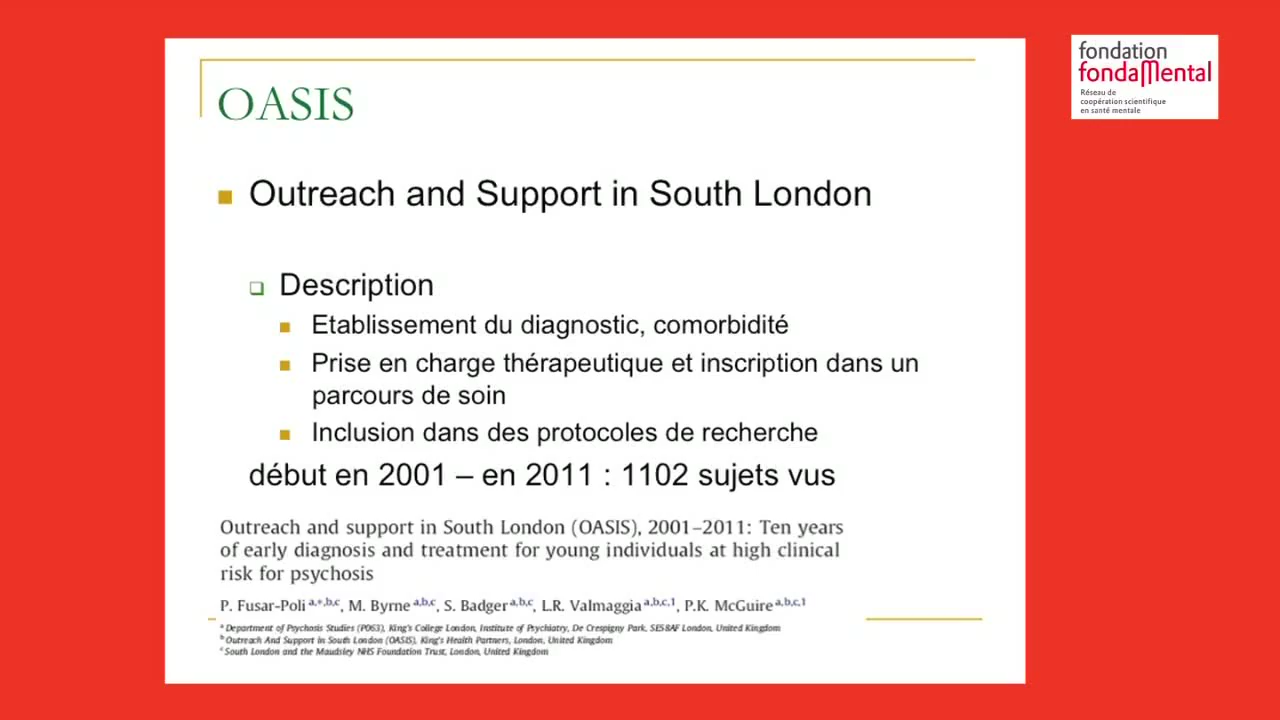 fondation
fondaMental
Réseau de
coopération scientifique
en santé mentale
OASIS
Outreach and Support in South London
Description
Etablissement du diagnostic, comorbidité
Prise en charge thérapeutique et inscription dans un
parcours de soin
Inclusion dans des protocoles de recherche
début en 2001 – en 2011 : 1102 sujets vus
Outreach and support in South London (OASIS), 2001–2011: Ten years
of early diagnosis and treatment for young individuals at high clinical
risk for psychosis
P. Fusar-Poli a,*,b,c, M. Byrne a,b,c, S. Badger a,b,c, L.R. Valmaggia a,b,c,1, P.K. McGuire a,b,c,1
a Department of Psychosis Studies (PO63), King's College London, Institute of Psychiatry, De Crespigny Park, SE58AF London, United Kingdom
b Outreach And Support in South London (OASIS), King's Health Partners, London, United Kingdom
c South London and the Maudsley NHS Foundation Trust, London, United Kingdom